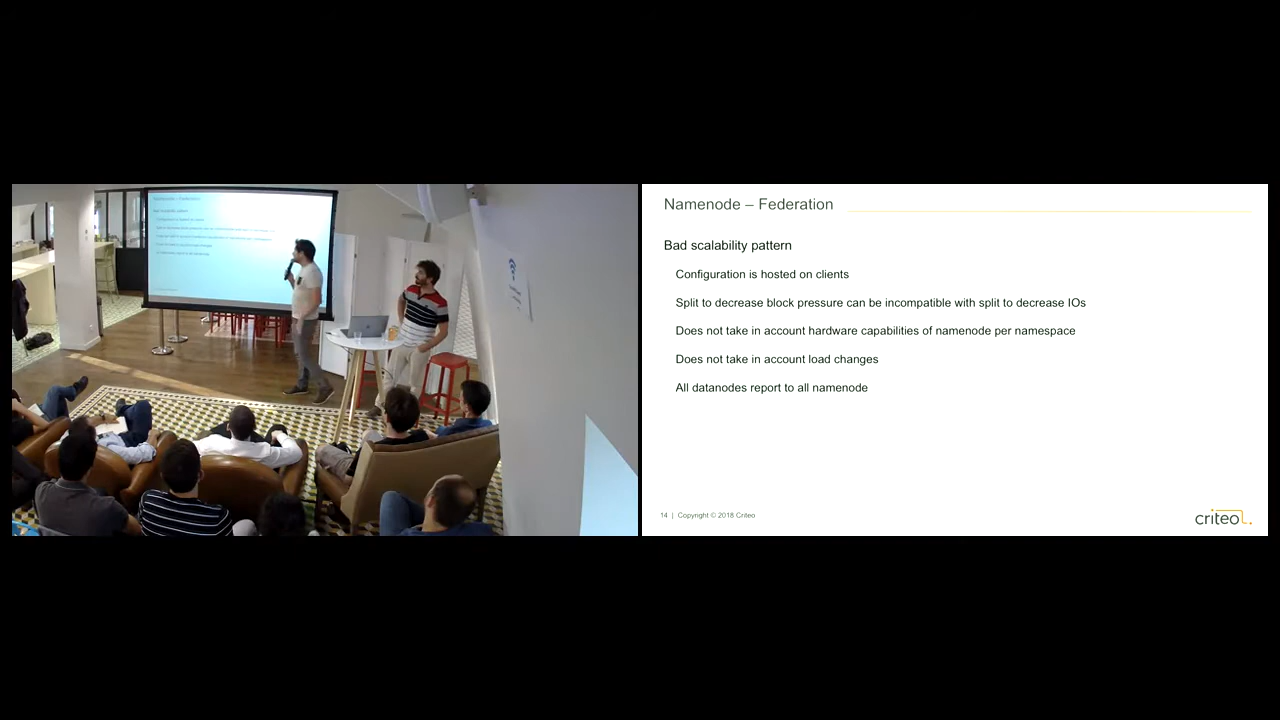 Namenode – Federation
Bad scalability pattern
Configuration is hosted on clients
Split to decrease block pressure can be incompatible with split to decrease IOs
Does not take in account hardware capabilities of namenode per namespace
Does not take in account load changes
All datanodes report to all namenode
14 | Copyright © 2018 Criteo
criteo